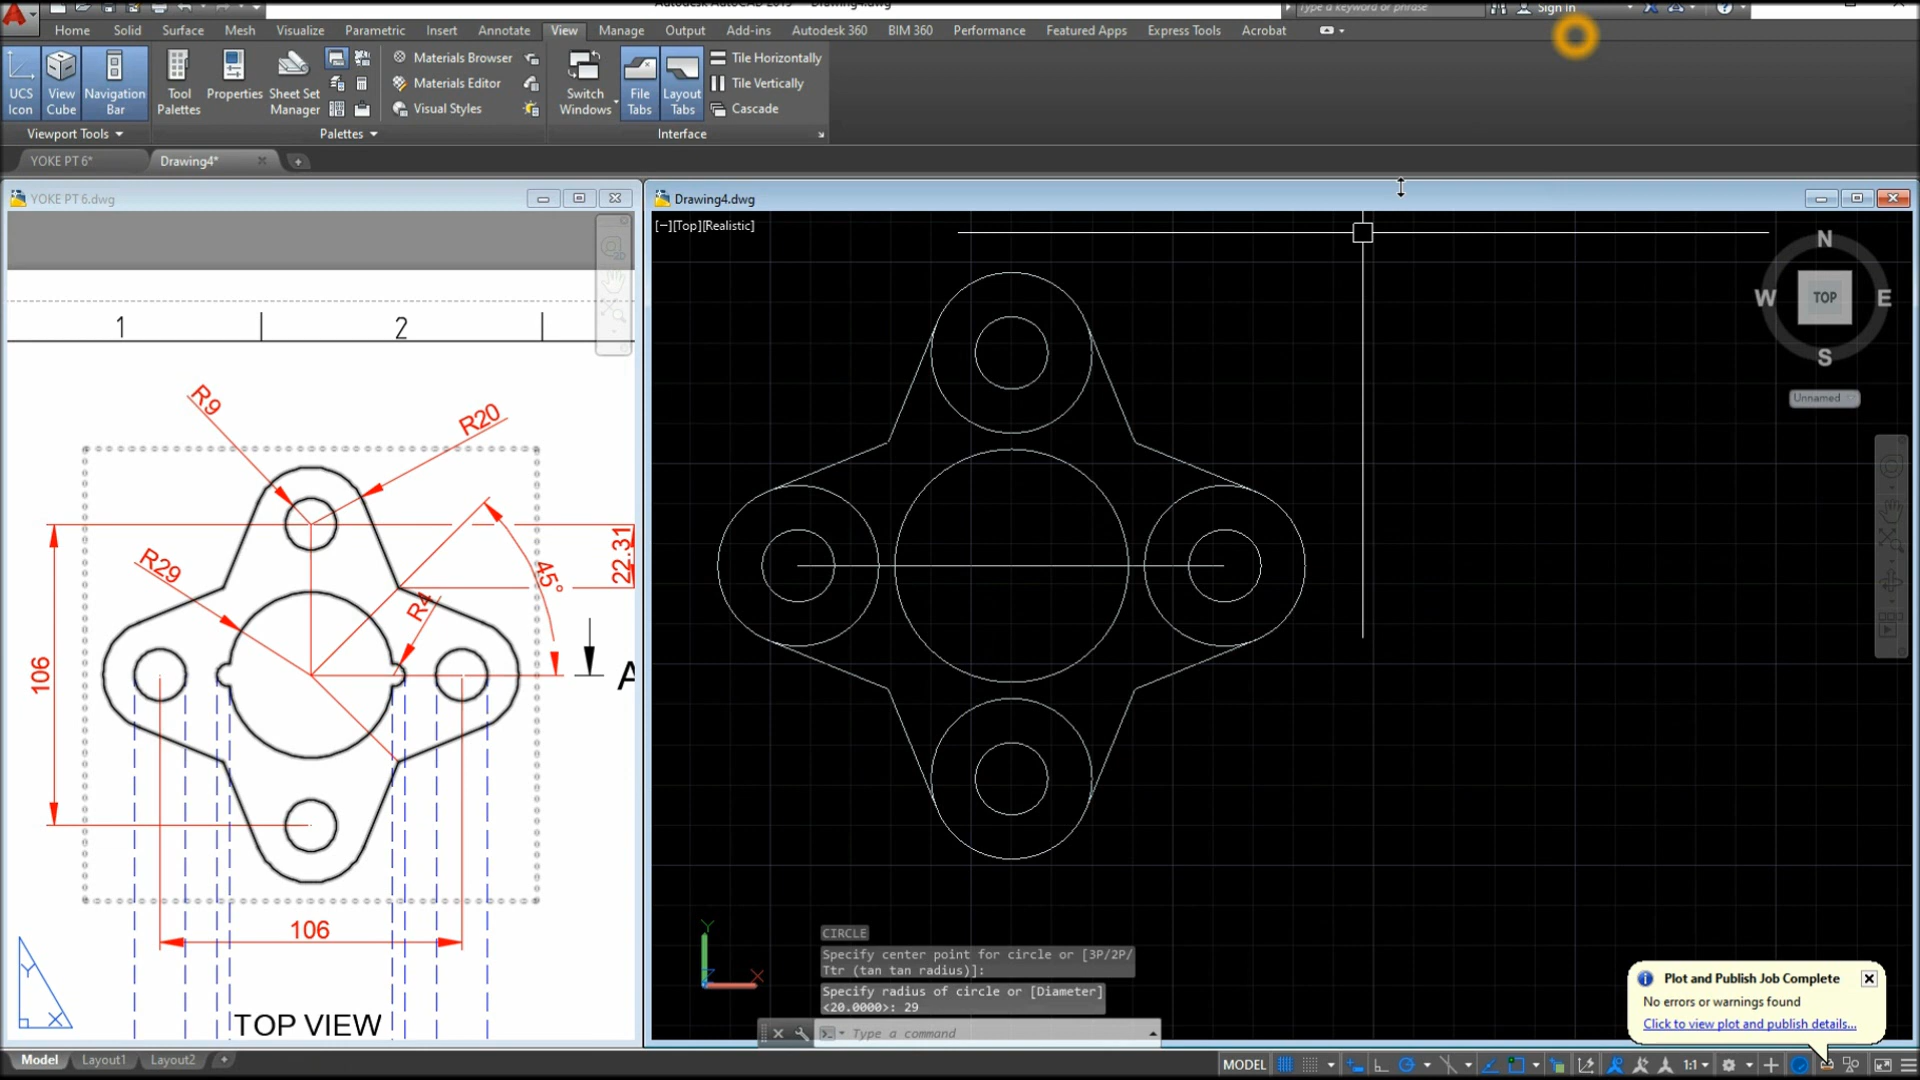 Type a keyword or phrase
Sign In
Home Solid Surface Mesh Visualize Parametric Insert Annotate View Manage Output Add-ins Autodesk 360 BIM 360 Performance Featured Apps Express Tools Acrobat
UCS Icon
View Cube
Navigation Bar
Tool Palettes
Properties
Sheet Set Manager
Materials Browser
Materials Editor
Visual Styles
Switch Windows
File Tabs
Layout Tabs
Tile Horizontally
Tile Vertically
Cascade
Viewport Tools
Palettes
Interface
YOKE PT 6*
Drawing4*
YOKE PT 6.dwg
Drawing4.dwg
[−][Top][Realistic]
1
2
R9
R20
R29
R4
45°
22.31
106
A
106
TOP VIEW
Y
X
N
W
TOP
E
S
Unnamed
Y
X
CIRCLE
Specify center point for circle or [3P/2P/
Ttr (tan tan radius)]:
Specify radius of circle or [Diameter]
<20.0000>: 29
Type a command
Plot and Publish Job Complete
No errors or warnings found
Click to view plot and publish details...
Model Layout1 Layout2
MODEL
1:1